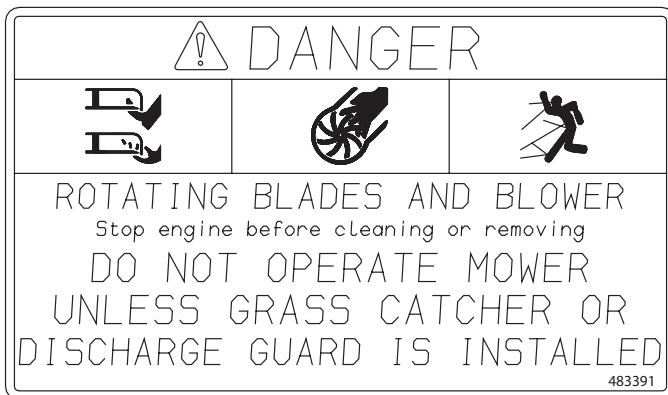 DANGER
ROTATING BLADES AND BLOWER
Stop engine before cleaning or removing
DO NOT OPERATE MOWER
UNLESS GRASS CATCHER OR
DISCHARGE GUARD IS INSTALLED
483391